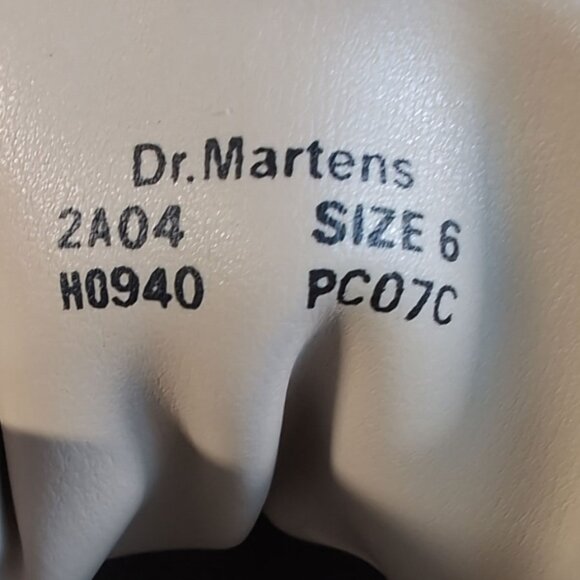 Dr.Martens
2A04 SIZE 6
H0940 PC07C